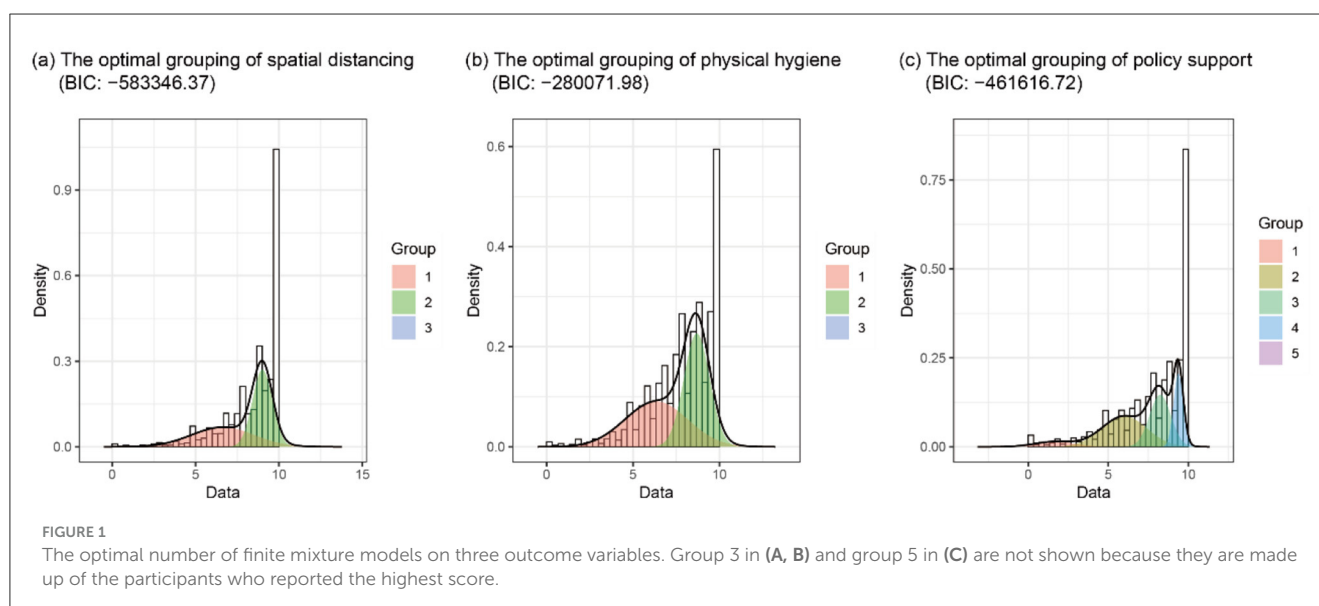 (a) The optimal grouping of spatial distancing
(BIC: −583346.37)
(b) The optimal grouping of physical hygiene
(BIC: −280071.98)
(c) The optimal grouping of policy support
(BIC: −461616.72)
Density
0.9
0.6
0.3
0.0
0
5
10
15
Data
Group
1
2
3
Density
0.6
0.4
0.2
0.0
0
5
10
Data
Group
1
2
3
Density
0.75
0.50
0.25
0.00
0
5
10
Data
Group
1
2
3
4
5
FIGURE 1
The optimal number of finite mixture models on three outcome variables. Group 3 in (A, B) and group 5 in (C) are not shown because they are made
up of the participants who reported the highest score.